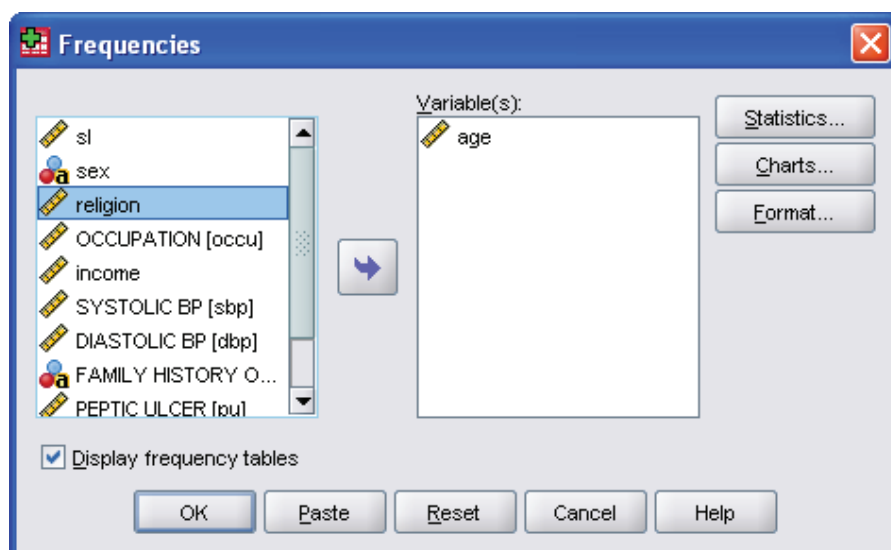 Frequencies
sl
a sex
religion
OCCUPATION [occu]
income
SYSTOLIC BP [sbp]
DIASTOLIC BP [dbp]
a FAMILY HISTORY O...
PEPTIC ULCER [pu]
Variable(s):
age
Statistics...
Charts...
Format...
Display frequency tables
OK Paste Reset Cancel Help